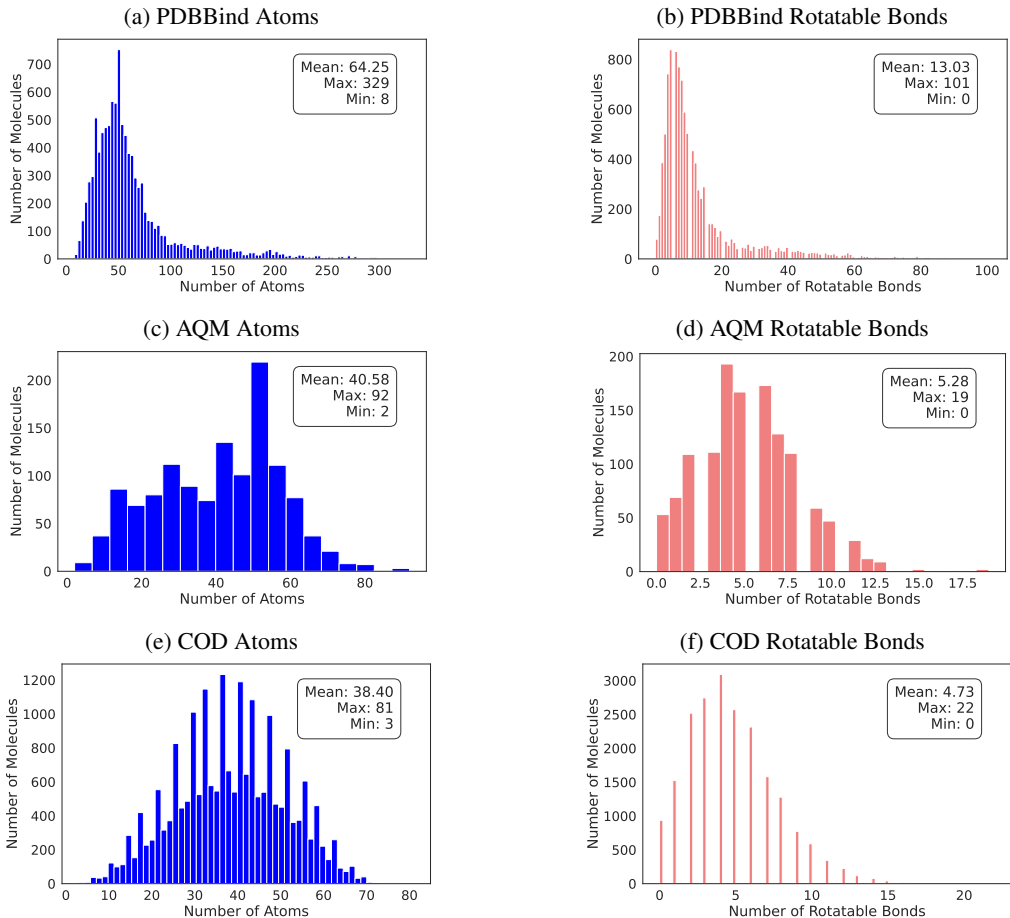 (a) PDBBind Atoms
Number of Molecules
700
600
500
400
300
200
100
0
Mean: 64.25
Max: 329
Min: 8
0 50 100 150 200 250 300
Number of Atoms
(b) PDBBind Rotatable Bonds
Number of Molecules
800
600
400
200
0
Mean: 13.03
Max: 101
Min: 0
0 20 40 60 80 100
Number of Rotatable Bonds
(c) AQM Atoms
Number of Molecules
200
150
100
50
0
Mean: 40.58
Max: 92
Min: 2
0 20 40 60 80
Number of Atoms
(d) AQM Rotatable Bonds
Number of Molecules
200
150
100
50
0
Mean: 5.28
Max: 19
Min: 0
0.0 2.5 5.0 7.5 10.0 12.5 15.0 17.5
Number of Rotatable Bonds
(e) COD Atoms
Number of Molecules
1200
1000
800
600
400
200
0
Mean: 38.40
Max: 81
Min: 3
0 10 20 30 40 50 60 70 80
Number of Atoms
(f) COD Rotatable Bonds
Number of Molecules
3000
2500
2000
1500
1000
500
0
Mean: 4.73
Max: 22
Min: 0
0 5 10 15 20
Number of Rotatable Bonds